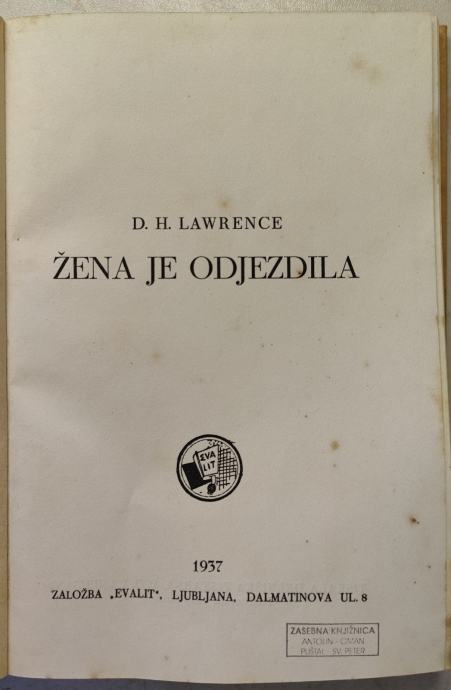 D. H. LAWRENCE
ŽENA JE ODJEZDILA
EVA
LIT
1937
ZALOŽBA „EVALIT“, LJUBLJANA, DALMATINOVA UL. 8
ZASEBNA KNJIŽNICA
ANTOLIN - OMAN
PUŠTAL - SV. PETER